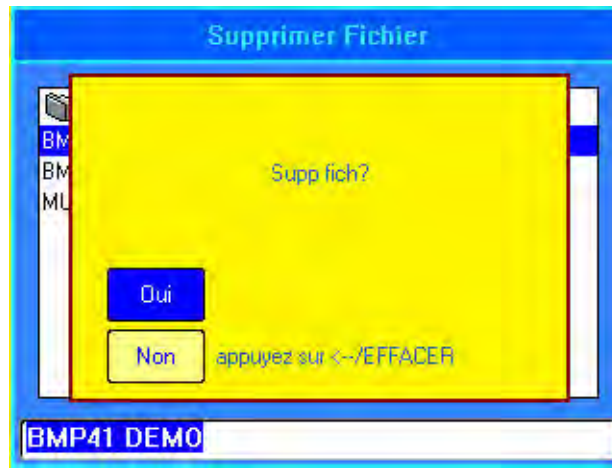 Supprimer Fichier
BM
BM
MU
Supp fich?
Oui
Non appuyez sur <--/EFFACER
BMP41 DEMO